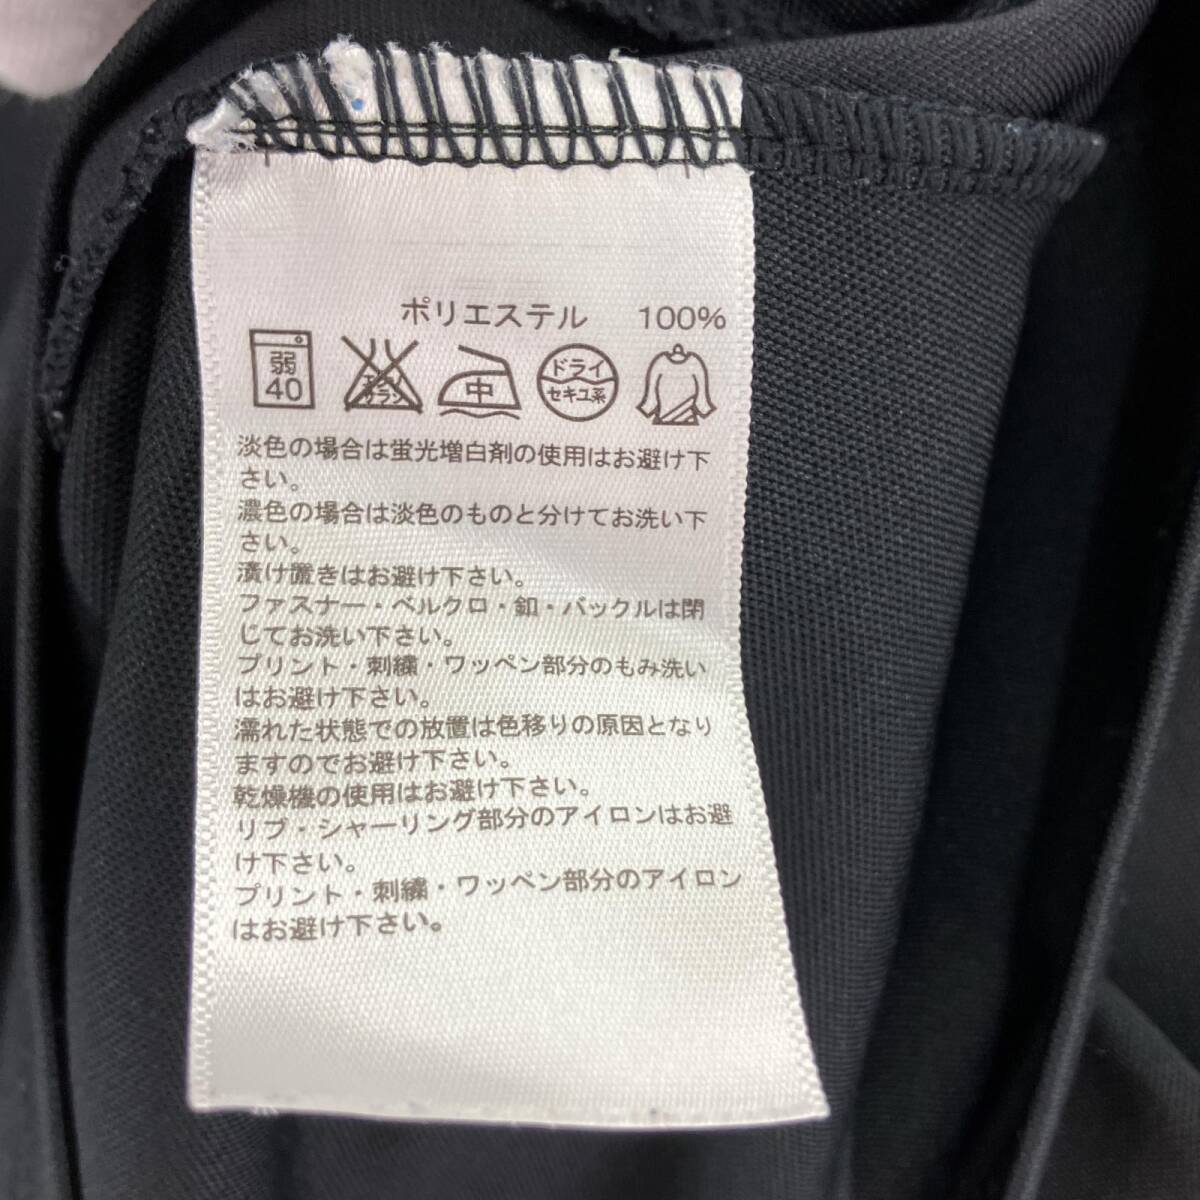 ポリエステル 100%
弱 40 エンソ サラシ 中 ドライ セキユ系
淡色の場合は蛍光増白剤の使用はお避け下
さい。
濃色の場合は淡色のものと分けてお洗い下
さい。
漬け置きはお避け下さい。
ファスナー・ベルクロ・釦・バックルは閉
じてお洗い下さい。
プリント・刺繍・ワッペン部分のもみ洗い
はお避け下さい。
濡れた状態での放置は色移りの原因となり
ますのでお避け下さい。
乾燥機の使用はお避け下さい。
リブ・シャーリング部分のアイロンはお避
け下さい。
プリント・刺繍・ワッペン部分のアイロン
はお避け下さい。